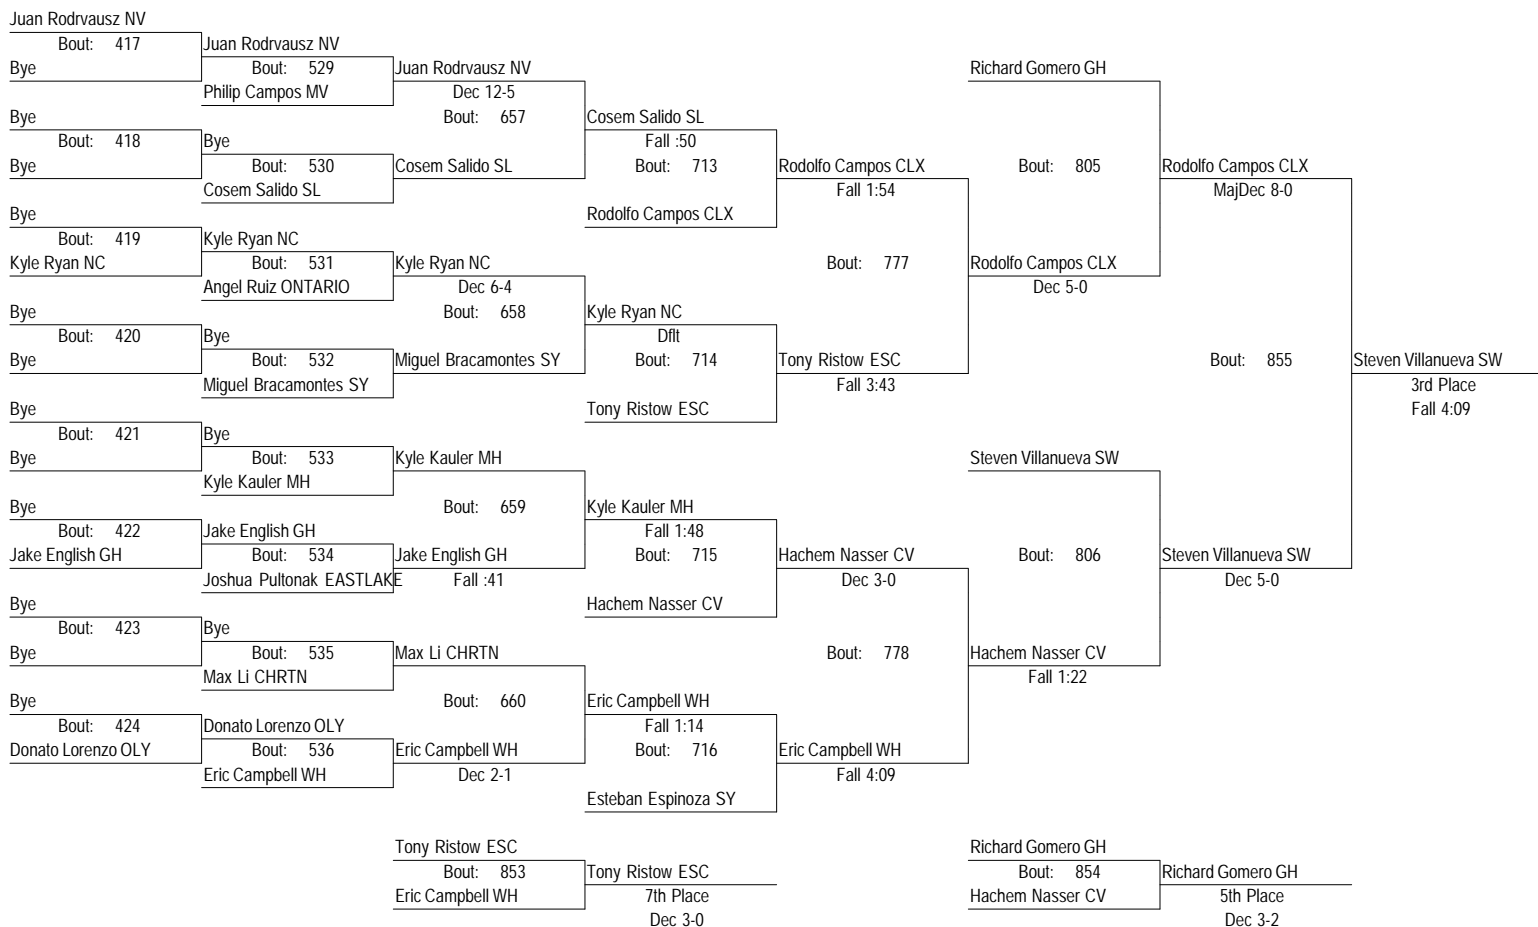 Juan Rodrvausz NV
Bout: 417
Bye
Bye
Bout: 418
Bye
Bye
Bout: 419
Kyle Ryan NC
Bye
Bout: 420
Bye
Bye
Bout: 421
Bye
Bye
Bout: 422
Jake English GH
Bye
Bout: 423
Bye
Bye
Bout: 424
Donato Lorenzo OLY
Juan Rodrvausz NV
Bout: 529
Philip Campos MV
Bye
Bout: 530
Cosem Salido SL
Kyle Ryan NC
Bout: 531
Angel Ruiz ONTARIO
Bye
Bout: 532
Miguel Bracamontes SY
Bye
Bout: 533
Kyle Kauler MH
Jake English GH
Bout: 534
Joshua Pultonak EASTLAKE
Bye
Bout: 535
Max Li CHRTN
Donato Lorenzo OLY
Bout: 536
Eric Campbell WH
Juan Rodrvausz NV
Dec 12-5
Bout: 657
Cosem Salido SL
Kyle Ryan NC
Dec 6-4
Bout: 658
Miguel Bracamontes SY
Kyle Kauler MH
Bout: 659
Jake English GH
Fall :41
Max Li CHRTN
Bout: 660
Eric Campbell WH
Dec 2-1
Cosem Salido SL
Fall :50
Bout: 713
Rodolfo Campos CLX
Kyle Ryan NC
Dflt
Bout: 714
Tony Ristow ESC
Kyle Kauler MH
Fall 1:48
Bout: 715
Hachem Nasser CV
Eric Campbell WH
Fall 1:14
Bout: 716
Esteban Espinoza SY
Rodolfo Campos CLX
Fall 1:54
Bout: 777
Tony Ristow ESC
Fall 3:43
Hachem Nasser CV
Dec 3-0
Bout: 778
Eric Campbell WH
Fall 4:09
Richard Gomero GH
Bout: 805
Rodolfo Campos CLX
Dec 5-0
Steven Villanueva SW
Bout: 806
Hachem Nasser CV
Fall 1:22
Rodolfo Campos CLX
MajDec 8-0
Bout: 855
Steven Villanueva SW
Dec 5-0
Steven Villanueva SW
3rd Place
Fall 4:09
Tony Ristow ESC
Bout: 853
Eric Campbell WH
Tony Ristow ESC
7th Place
Dec 3-0
Richard Gomero GH
Bout: 854
Hachem Nasser CV
Richard Gomero GH
5th Place
Dec 3-2